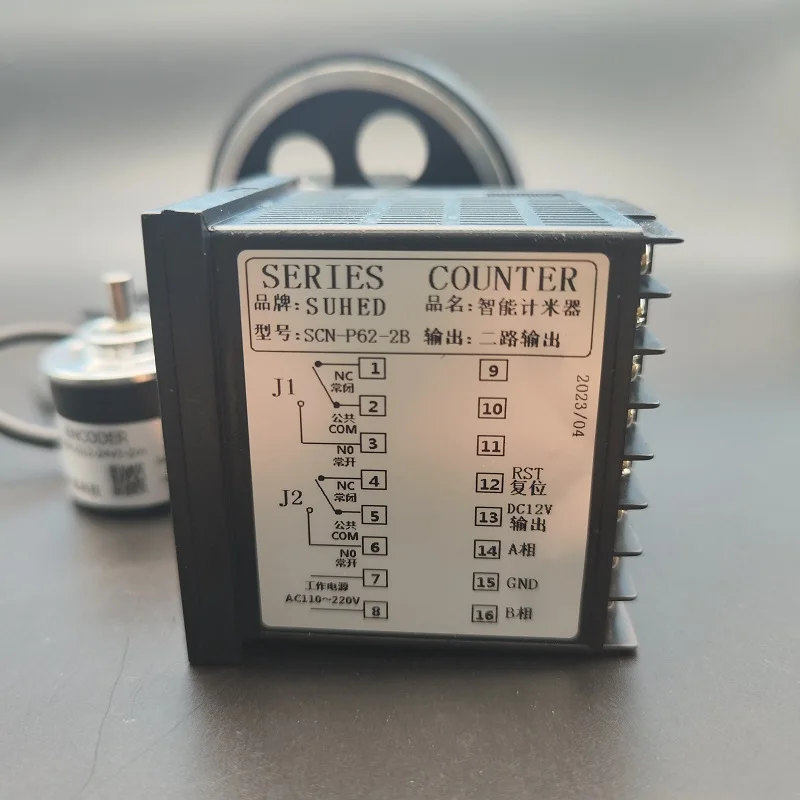 SERIES COUNTER
品牌:SUHED 品名:智能计米器
型号:SCN-P62-2B 输出:二路输出
J1
NC
常闭
1
公共
COM
2
NO
常开
3
J2
NC
常闭
4
公共
COM
5
NO
常开
6
工作电源
AC110~220V
7
8
9
10
11
12 RST
复位
13 DC12V
输出
14 A相
15 GND
16 B相
2023/04
ENCODER